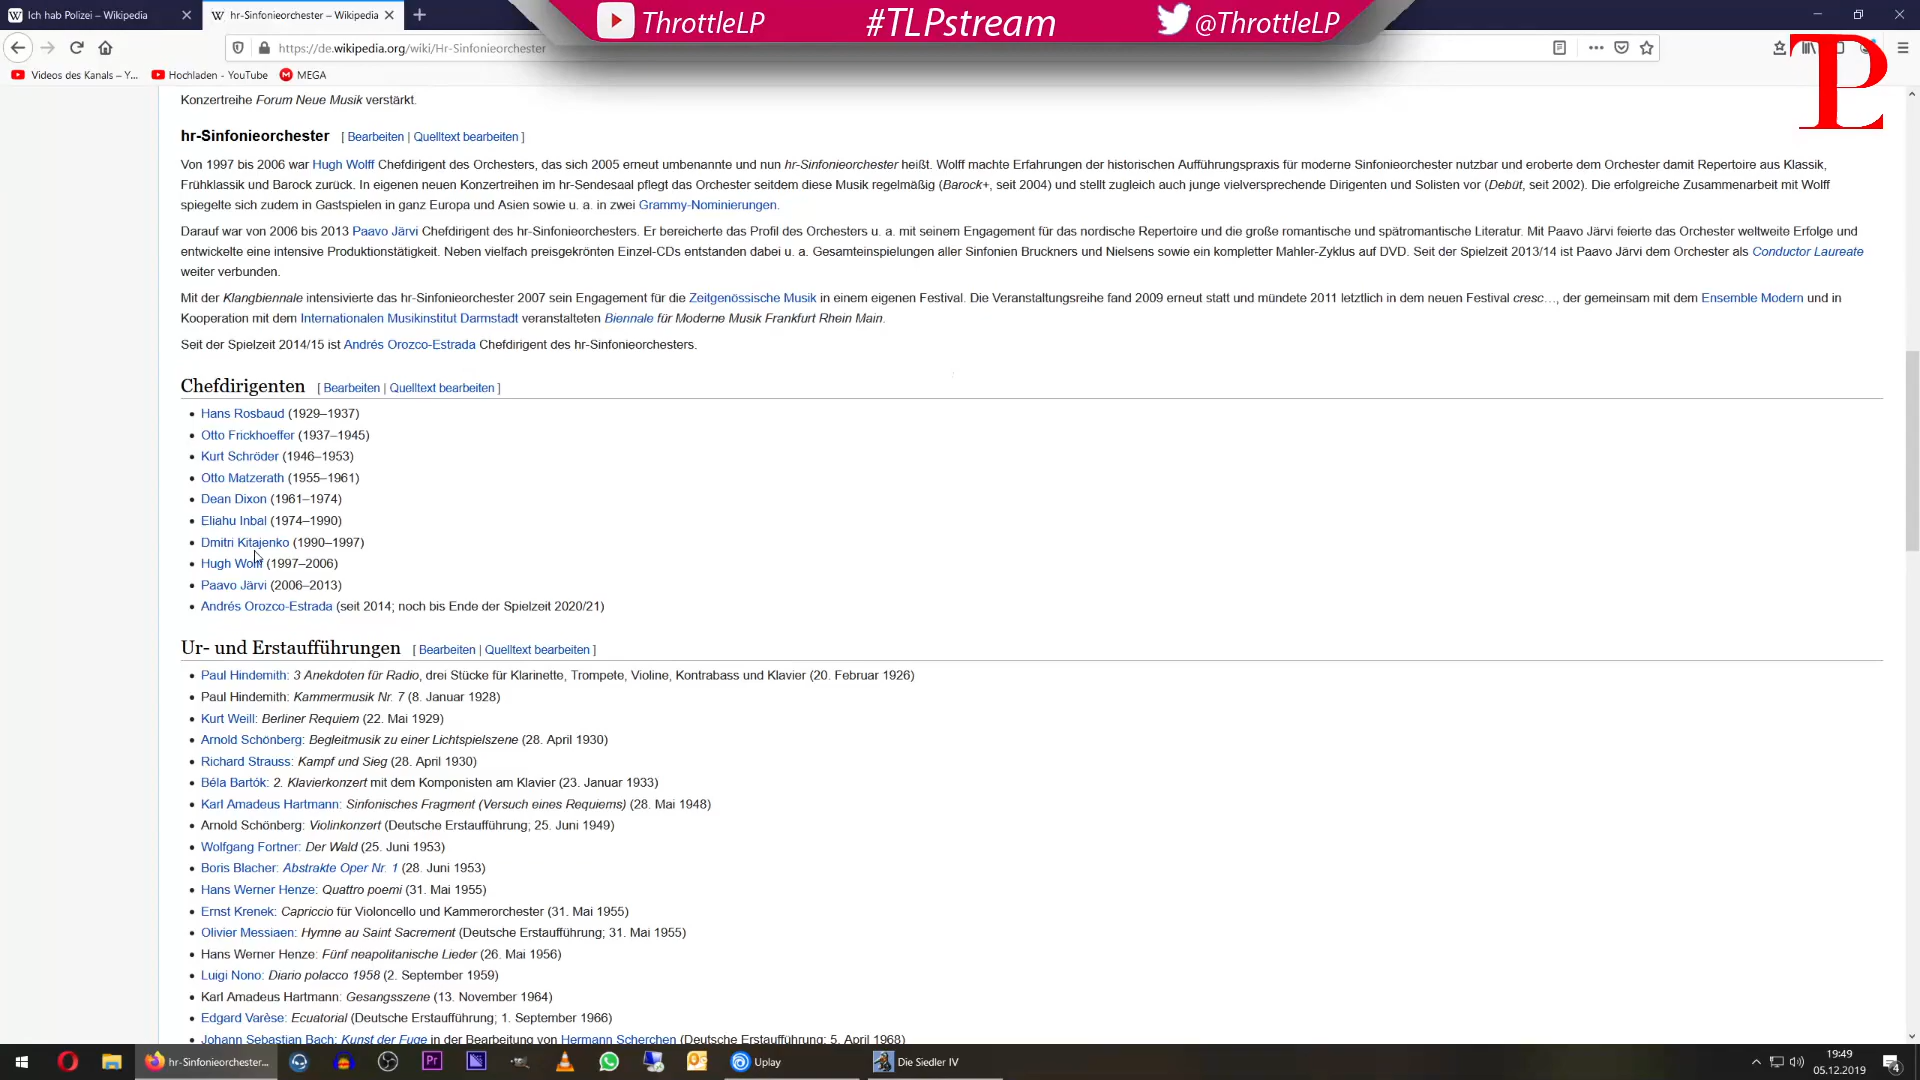 Ich hab Polizei – Wikipedia
hr-Sinfonieorchester – Wikipedia
ThrottleLP
#TLPstream
@ThrottleLP
https://de.wikipedia.org/wiki/Hr-Sinfonieorchester
Videos des Kanals – Y...
Hochladen - YouTube
MEGA
TLP
Konzertreihe Forum Neue Musik verstärkt.
hr-Sinfonieorchester [ Bearbeiten | Quelltext bearbeiten ]
Von 1997 bis 2006 war Hugh Wolff Chefdirigent des Orchesters, das sich 2005 erneut umbenannte und nun hr-Sinfonieorchester heißt. Wolff machte Erfahrungen der historischen Aufführungspraxis für moderne Sinfonieorchester nutzbar und eroberte dem Orchester damit Repertoire aus Klassik,
Frühklassik und Barock zurück. In eigenen neuen Konzertreihen im hr-Sendesaal pflegt das Orchester seitdem diese Musik regelmäßig (Barock+, seit 2004) und stellt zugleich auch junge vielversprechende Dirigenten und Solisten vor (Debüt, seit 2002). Die erfolgreiche Zusammenarbeit mit Wolff
spiegelte sich zudem in Gastspielen in ganz Europa und Asien sowie u. a. in zwei Grammy-Nominierungen.
Darauf war von 2006 bis 2013 Paavo Järvi Chefdirigent des hr-Sinfonieorchesters. Er bereicherte das Profil des Orchesters u. a. mit seinem Engagement für das nordische Repertoire und die große romantische und spätromantische Literatur. Mit Paavo Järvi feierte das Orchester weltweite Erfolge und
entwickelte eine intensive Produktionstätigkeit. Neben vielfach preisgekrönten Einzel-CDs entstanden dabei u. a. Gesamteinspielungen aller Sinfonien Bruckners und Nielsens sowie ein kompletter Mahler-Zyklus auf DVD. Seit der Spielzeit 2013/14 ist Paavo Järvi dem Orchester als Conductor Laureate
weiter verbunden.
Mit der Klangbiennale intensivierte das hr-Sinfonieorchester 2007 sein Engagement für die Zeitgenössische Musik in einem eigenen Festival. Die Veranstaltungsreihe fand 2009 erneut statt und mündete 2011 letztlich in dem neuen Festival cresc…, der gemeinsam mit dem Ensemble Modern und in
Kooperation mit dem Internationalen Musikinstitut Darmstadt veranstalteten Biennale für Moderne Musik Frankfurt Rhein Main.
Seit der Spielzeit 2014/15 ist Andrés Orozco-Estrada Chefdirigent des hr-Sinfonieorchesters.
Chefdirigenten [ Bearbeiten | Quelltext bearbeiten ]
Hans Rosbaud (1929–1937)
Otto Frickhoeffer (1937–1945)
Kurt Schröder (1946–1953)
Otto Matzerath (1955–1961)
Dean Dixon (1961–1974)
Eliahu Inbal (1974–1990)
Dmitri Kitajenko (1990–1997)
Hugh Wolff (1997–2006)
Paavo Järvi (2006–2013)
Andrés Orozco-Estrada (seit 2014; noch bis Ende der Spielzeit 2020/21)
Ur- und Erstaufführungen [ Bearbeiten | Quelltext bearbeiten ]
Paul Hindemith: 3 Anekdoten für Radio, drei Stücke für Klarinette, Trompete, Violine, Kontrabass und Klavier (20. Februar 1926)
Paul Hindemith: Kammermusik Nr. 7 (8. Januar 1928)
Kurt Weill: Berliner Requiem (22. Mai 1929)
Arnold Schönberg: Begleitmusik zu einer Lichtspielszene (28. April 1930)
Richard Strauss: Kampf und Sieg (28. April 1930)
Béla Bartók: 2. Klavierkonzert mit dem Komponisten am Klavier (23. Januar 1933)
Karl Amadeus Hartmann: Sinfonisches Fragment (Versuch eines Requiems) (28. Mai 1948)
Arnold Schönberg: Violinkonzert (Deutsche Erstaufführung; 25. Juni 1949)
Wolfgang Fortner: Der Wald (25. Juni 1953)
Boris Blacher: Abstrakte Oper Nr. 1 (28. Juni 1953)
Hans Werner Henze: Quattro poemi (31. Mai 1955)
Ernst Krenek: Capriccio für Violoncello und Kammerorchester (31. Mai 1955)
Olivier Messiaen: Hymne au Saint Sacrement (Deutsche Erstaufführung; 31. Mai 1955)
Hans Werner Henze: Fünf neapolitanische Lieder (26. Mai 1956)
Luigi Nono: Diario polacco 1958 (2. September 1959)
Karl Amadeus Hartmann: Gesangsszene (13. November 1964)
Edgard Varèse: Ecuatorial (Deutsche Erstaufführung; 1. September 1966)
Johann Sebastian Bach: Kunst der Fuge in der Bearbeitung von Hermann Scherchen (Deutsche Erstaufführung; 5. April 1968)
hr-Sinfonieorchester...
Pr
Uplay
Die Siedler IV
19:49
05.12.2019
4